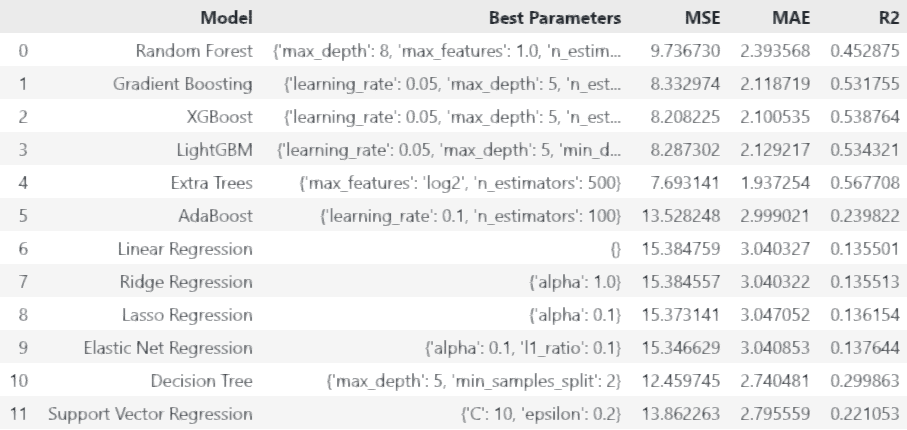 Model Best Parameters MSE MAE R2
0 Random Forest {'max_depth': 8, 'max_features': 1.0, 'n_estim... 9.736730 2.393568 0.452875
1 Gradient Boosting {'learning_rate': 0.05, 'max_depth': 5, 'n_est... 8.332974 2.118719 0.531755
2 XGBoost {'learning_rate': 0.05, 'max_depth': 5, 'n_est... 8.208225 2.100535 0.538764
3 LightGBM {'learning_rate': 0.05, 'max_depth': 5, 'min_d... 8.287302 2.129217 0.534321
4 Extra Trees {'max_features': 'log2', 'n_estimators': 500} 7.693141 1.937254 0.567708
5 AdaBoost {'learning_rate': 0.1, 'n_estimators': 100} 13.528248 2.999021 0.239822
6 Linear Regression {} 15.384759 3.040327 0.135501
7 Ridge Regression {'alpha': 1.0} 15.384557 3.040322 0.135513
8 Lasso Regression {'alpha': 0.1} 15.373141 3.047052 0.136154
9 Elastic Net Regression {'alpha': 0.1, 'l1_ratio': 0.1} 15.346629 3.040853 0.137644
10 Decision Tree {'max_depth': 5, 'min_samples_split': 2} 12.459745 2.740481 0.299863
11 Support Vector Regression {'C': 10, 'epsilon': 0.2} 13.862263 2.795559 0.221053